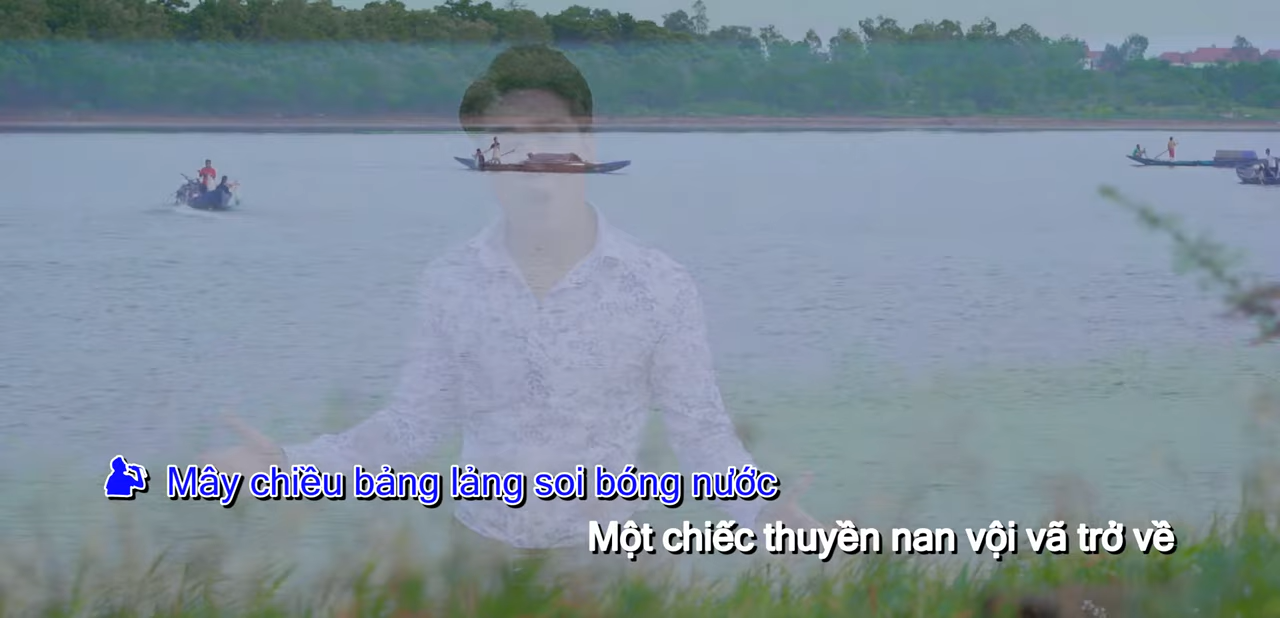 Mây chiều bảng lảng soi bóng nước
Một chiếc thuyền nan vội vã trở về